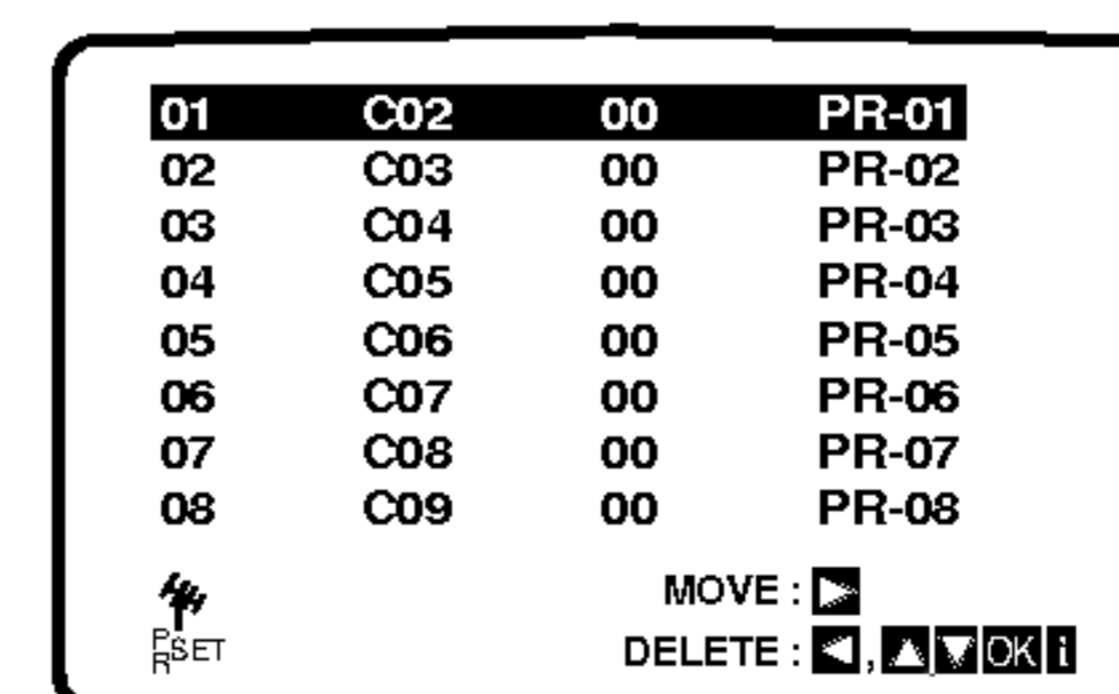 01 C02 00 PR-01
02 C03 00 PR-02
03 C04 00 PR-03
04 C05 00 PR-04
05 C06 00 PR-05
06 C07 00 PR-06
07 C08 00 PR-07
08 C09 00 PR-08
MOVE : ▷
PR SET DELETE : ◁ , △ ▽ OK i